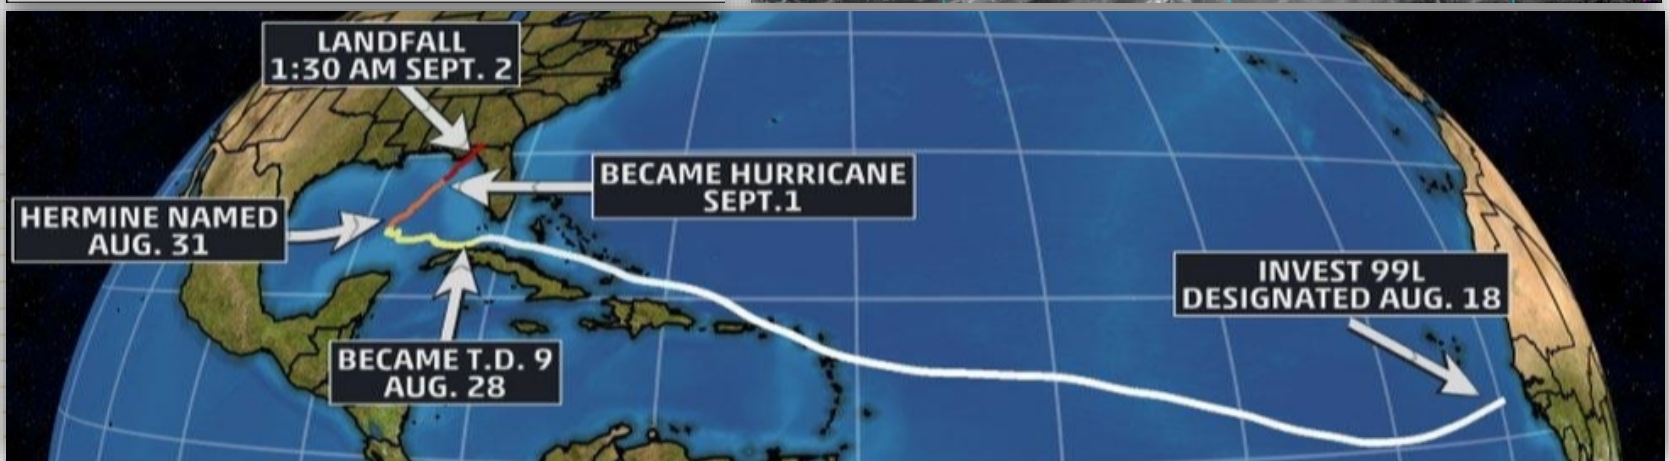 LANDFALL
1:30 AM SEPT. 2
BECAME HURRICANE
SEPT.1
HERMINE NAMED
AUG. 31
INVEST 99L
DESIGNATED AUG. 18
BECAME T.D. 9
AUG. 28